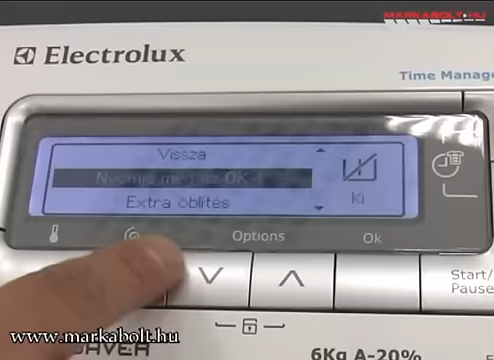 MARKABOLT.HU
Electrolux
Time Manag
Vissza
Nyomja meg az OK-t
Extra öblítés
Ki
Options
Ok
Start/
Pause
www.markabolt.hu
6Kg A-20%